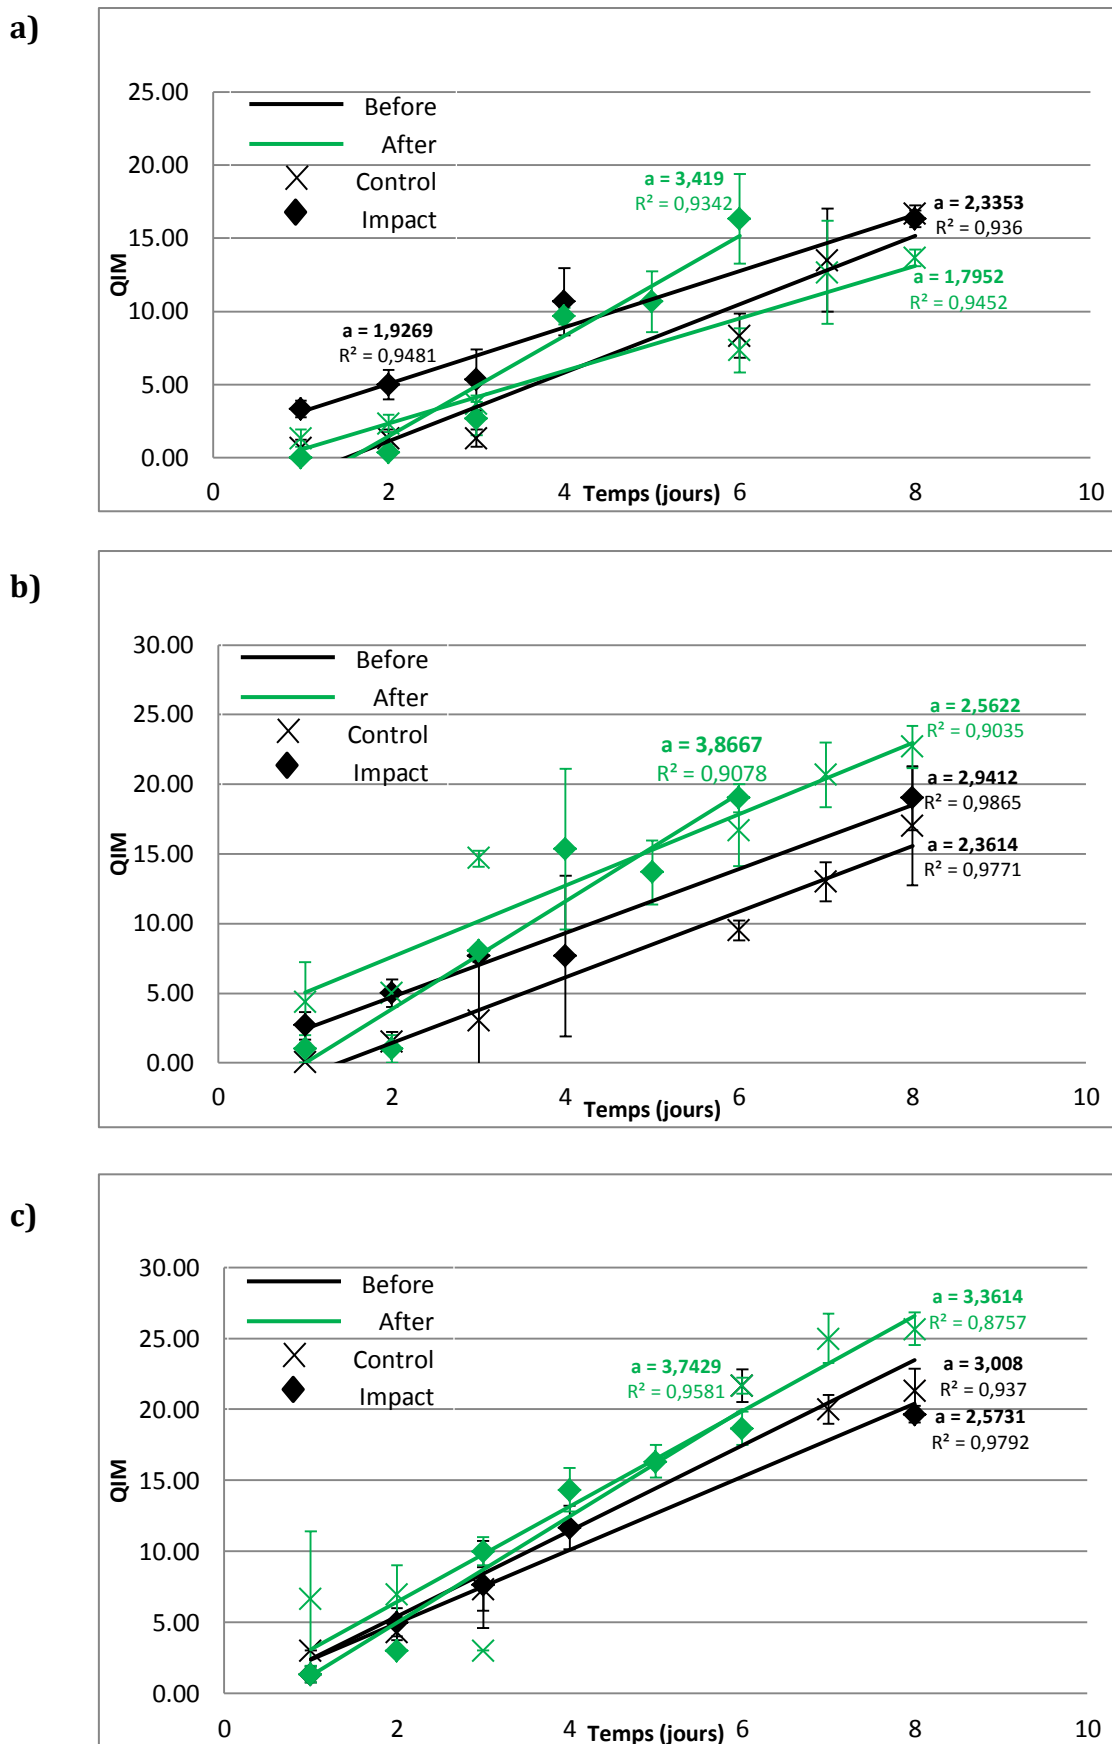 a)
25.00
20.00
15.00
10.00
5.00
0.00
QIM
Before
After
Control
Impact
a = 3,419
R² = 0,9342
a = 2,3353
R² = 0,936
a = 1,7952
R² = 0,9452
a = 1,9269
R² = 0,9481
0 2 4 6 8 10
Temps (jours)
b)
30.00
25.00
20.00
15.00
10.00
5.00
0.00
QIM
Before
After
Control
Impact
a = 2,5622
R² = 0,9035
a = 3,8667
R² = 0,9078
a = 2,9412
R² = 0,9865
a = 2,3614
R² = 0,9771
0 2 4 6 8 10
Temps (jours)
c)
30.00
25.00
20.00
15.00
10.00
5.00
0.00
QIM
Before
After
Control
Impact
a = 3,3614
R² = 0,8757
a = 3,7429
R² = 0,9581
a = 3,008
R² = 0,937
a = 2,5731
R² = 0,9792
0 2 4 6 8 10
Temps (jours)